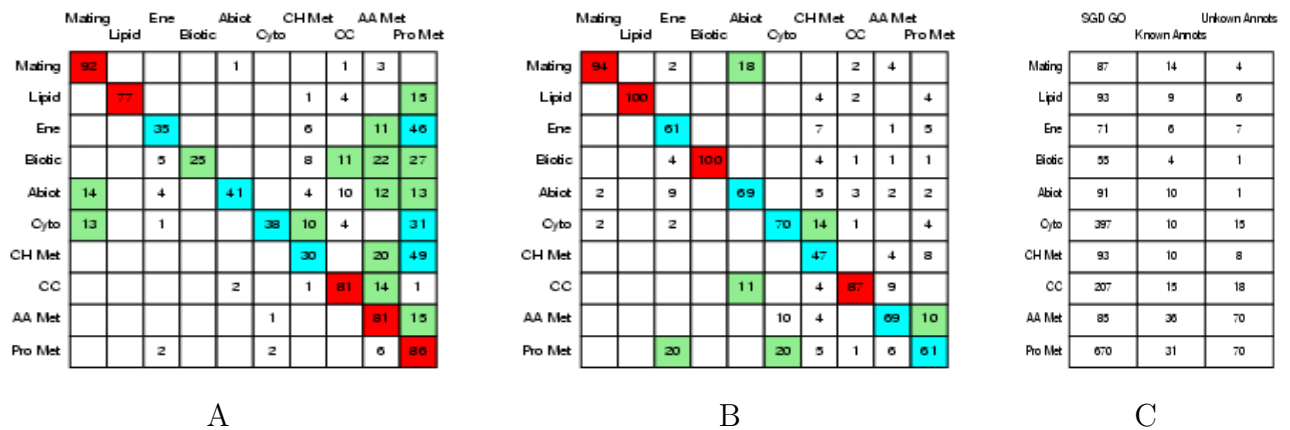 Mating Ene Abiot CH Met AA Met
Lipid Biotic Cyto CC Pro Met
Mating 92 1 1 3
Lipid 77 1 4 15
Ene 35 6 11 46
Biotic 5 25 8 11 22 27
Abiot 14 4 41 4 10 12 13
Cyto 13 1 38 10 4 31
CH Met 30 20 49
CC 2 1 81 14 1
AA Met 1 81 15
Pro Met 2 2 6 86
A
Mating Ene Abiot CH Met AA Met
Lipid Biotic Cyto CC Pro Met
Mating 94 2 18 2 4
Lipid 100 4 2 4
Ene 61 7 1 5
Biotic 4 100 4 1 1 1
Abiot 2 9 69 5 3 2 2
Cyto 2 2 70 14 1 4
CH Met 47 4 8
CC 11 4 87 9
AA Met 10 4 69 10
Pro Met 20 20 5 1 6 61
B
SGD GO Unkown Annots
Known Annots
Mating 87 14 4
Lipid 93 9 6
Ene 71 6 7
Biotic 55 4 1
Abiot 91 10 1
Cyto 397 10 15
CH Met 93 10 8
CC 207 15 18
AA Met 85 36 70
Pro Met 670 31 70
C